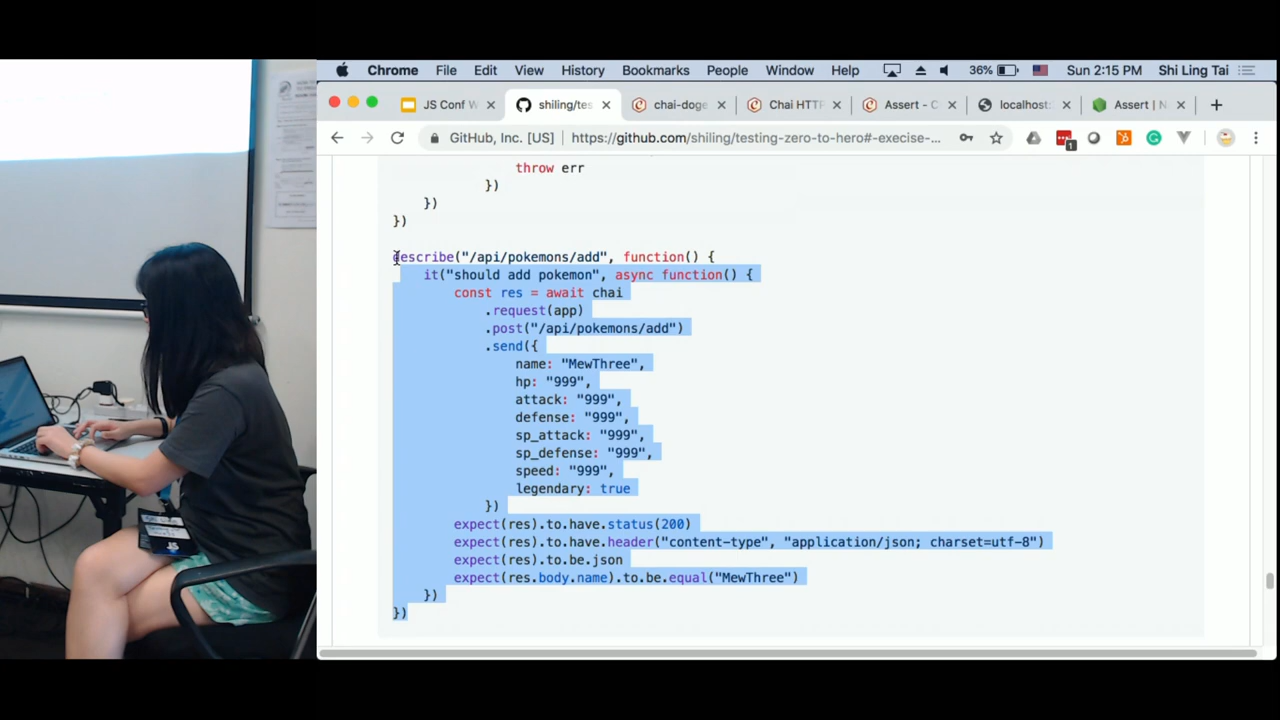 Chrome File Edit View History Bookmarks People Window Help 36% Sun 2:15 PM Shi Ling Tai
JS Conf W shiling/tes chai-doge Chai HTTP Assert - C localhost: Assert | N
GitHub, Inc. [US] https://github.com/shiling/testing-zero-to-hero#-execise-... 1
throw err
})
})
})
describe("/api/pokemons/add", function() {
it("should add pokemon", async function() {
const res = await chai
.request(app)
.post("/api/pokemons/add")
.send({
name: "MewThree",
hp: "999",
attack: "999",
defense: "999",
sp_attack: "999",
sp_defense: "999",
speed: "999",
legendary: true
})
expect(res).to.have.status(200)
expect(res).to.have.header("content-type", "application/json; charset=utf-8")
expect(res).to.be.json
expect(res.body.name).to.be.equal("MewThree")
})
})